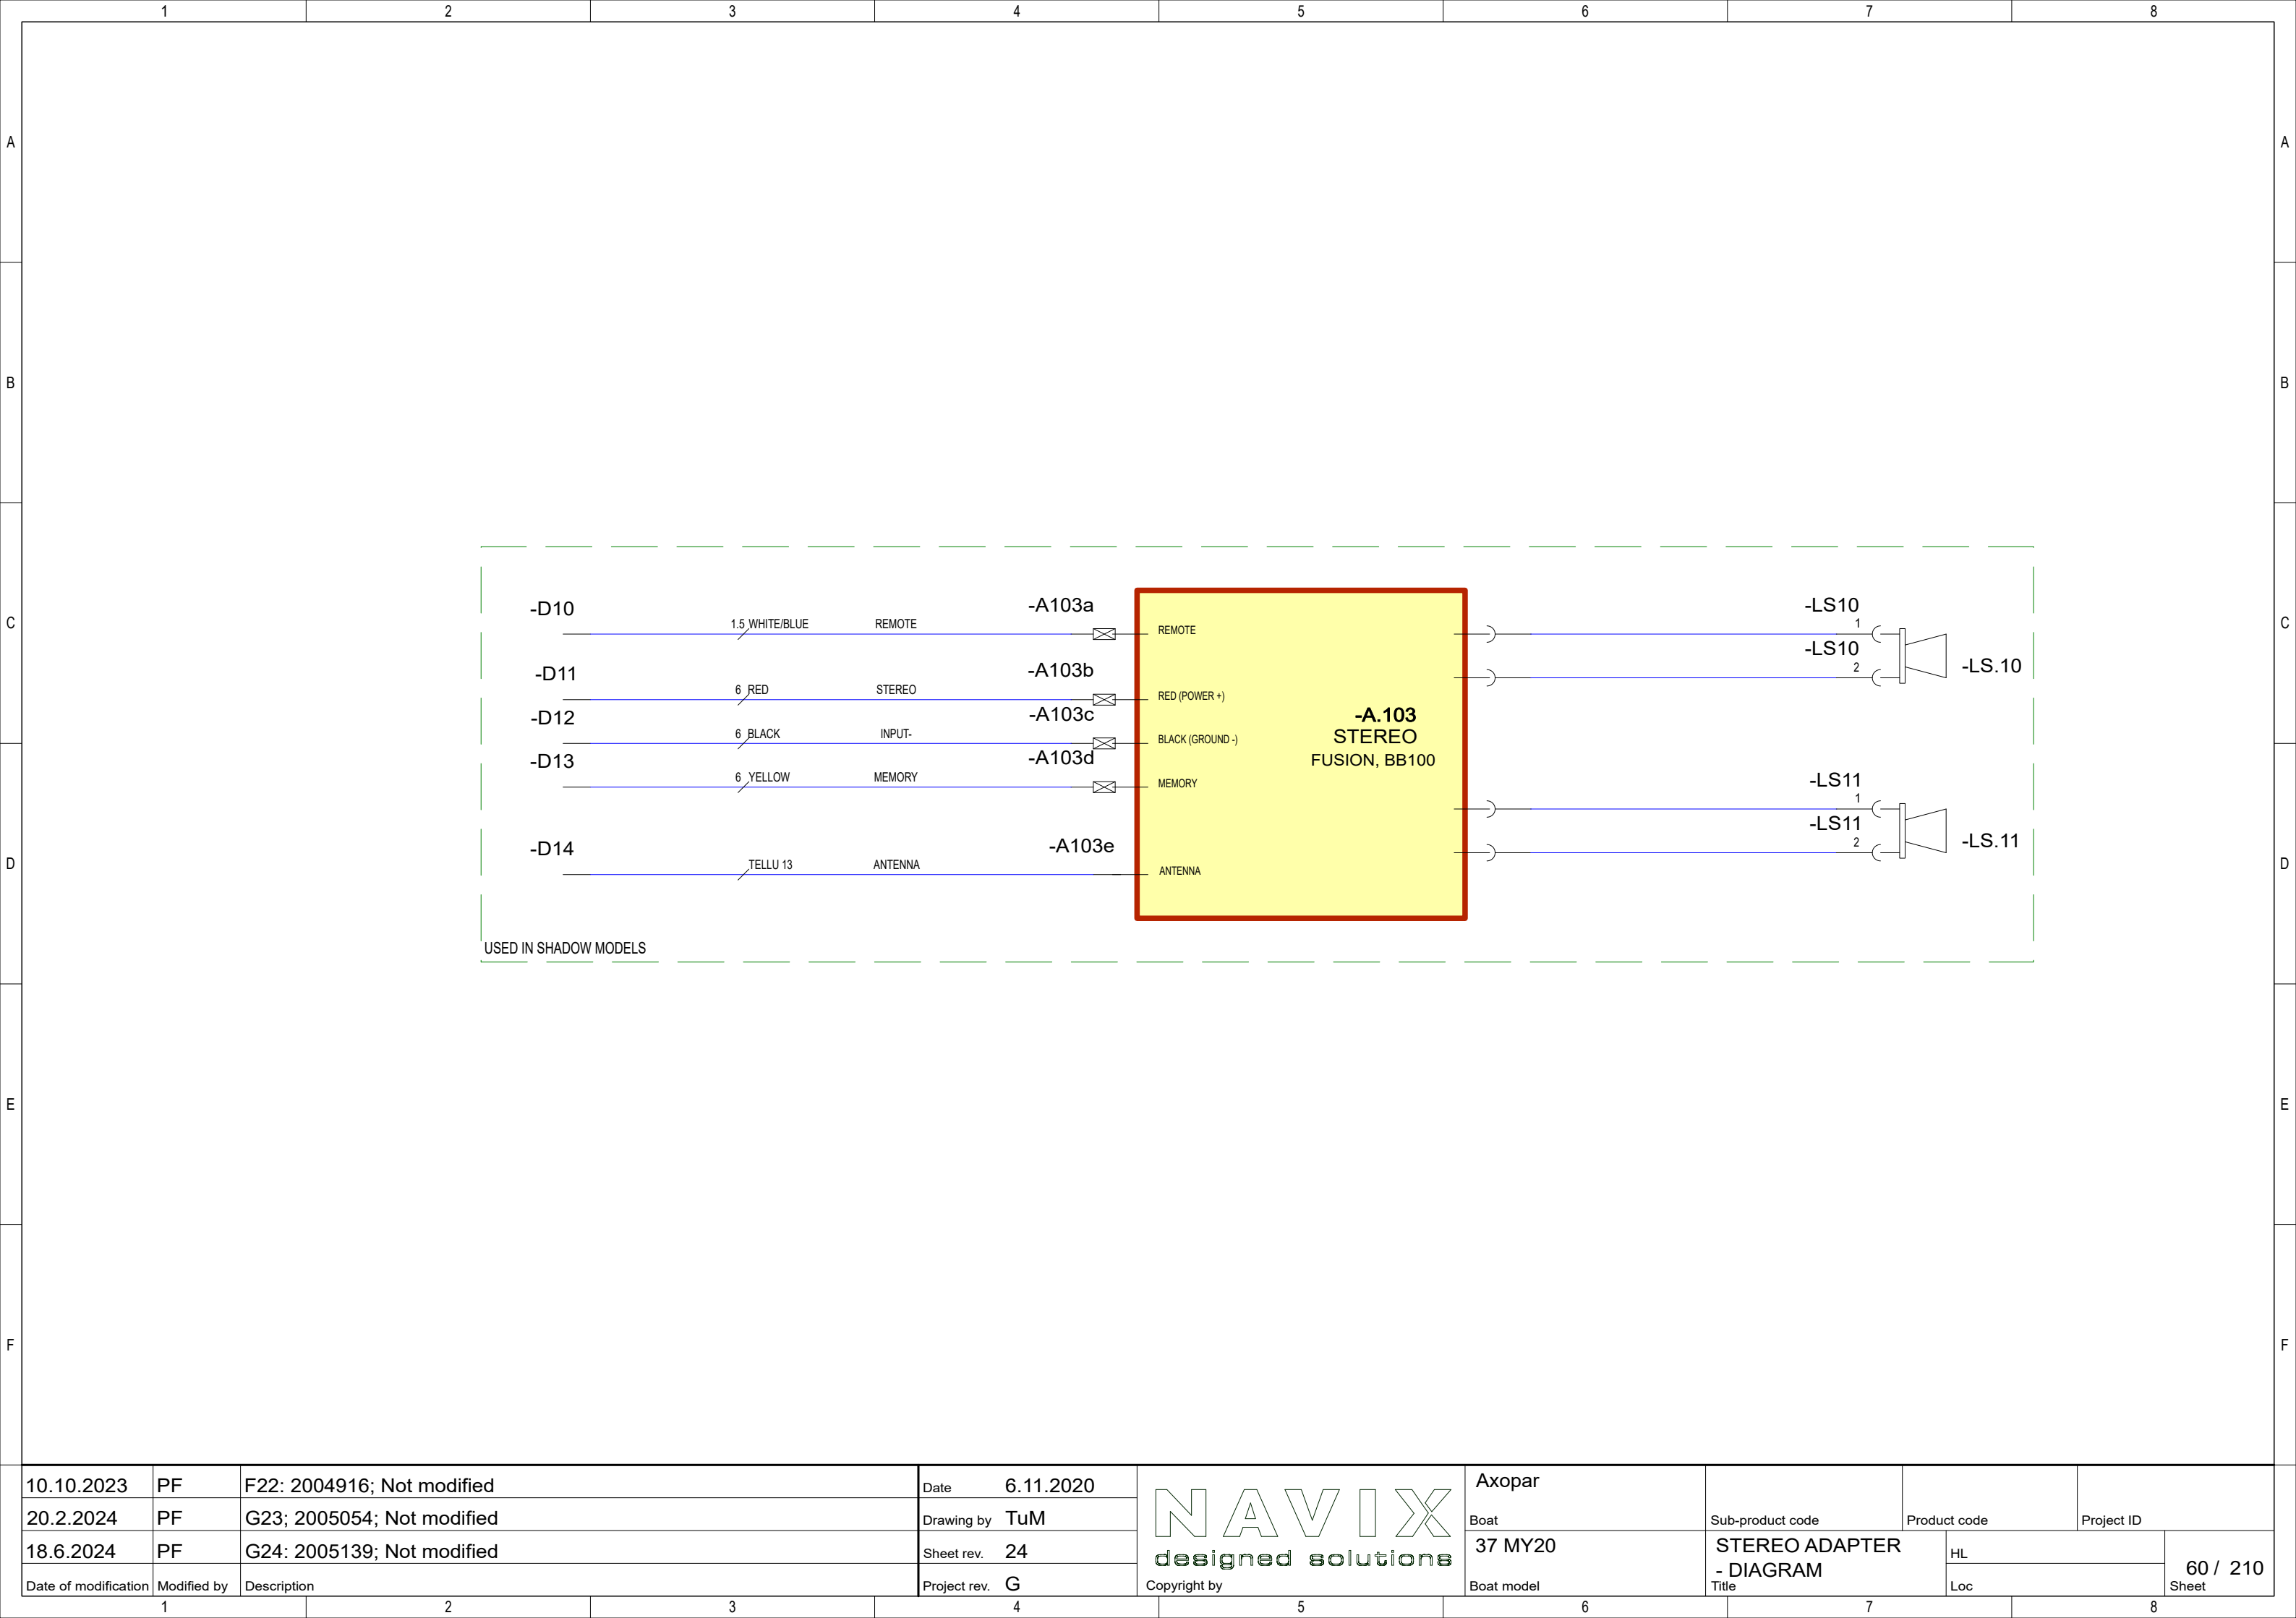 1 2 3 4 5 6 7 8
A A
B B
C C
D D
E E
F F
-D10 1.5 WHITE/BLUE REMOTE -A103a REMOTE
-D11 6 RED STEREO -A103b RED (POWER +)
-D12 6 BLACK INPUT- -A103c BLACK (GROUND -)
-D13 6 YELLOW MEMORY -A103d MEMORY
-D14 TELLU 13 ANTENNA -A103e ANTENNA
-A.103
STEREO
FUSION, BB100
-LS10 1
-LS10 2
-LS.10
-LS11 1
-LS11 2
-LS.11
USED IN SHADOW MODELS
10.10.2023 PF F22: 2004916; Not modified
20.2.2024 PF G23; 2005054; Not modified
18.6.2024 PF G24: 2005139; Not modified
Date of modification Modified by Description
Date 6.11.2020
Drawing by TuM
Sheet rev. 24
Project rev. G
NAVIX
designed solutions
Copyright by
Axopar
Boat
37 MY20
Boat model
Sub-product code Product code Project ID
STEREO ADAPTER
- DIAGRAM
Title
HL
Loc
60 / 210
Sheet
1 2 3 4 5 6 7 8